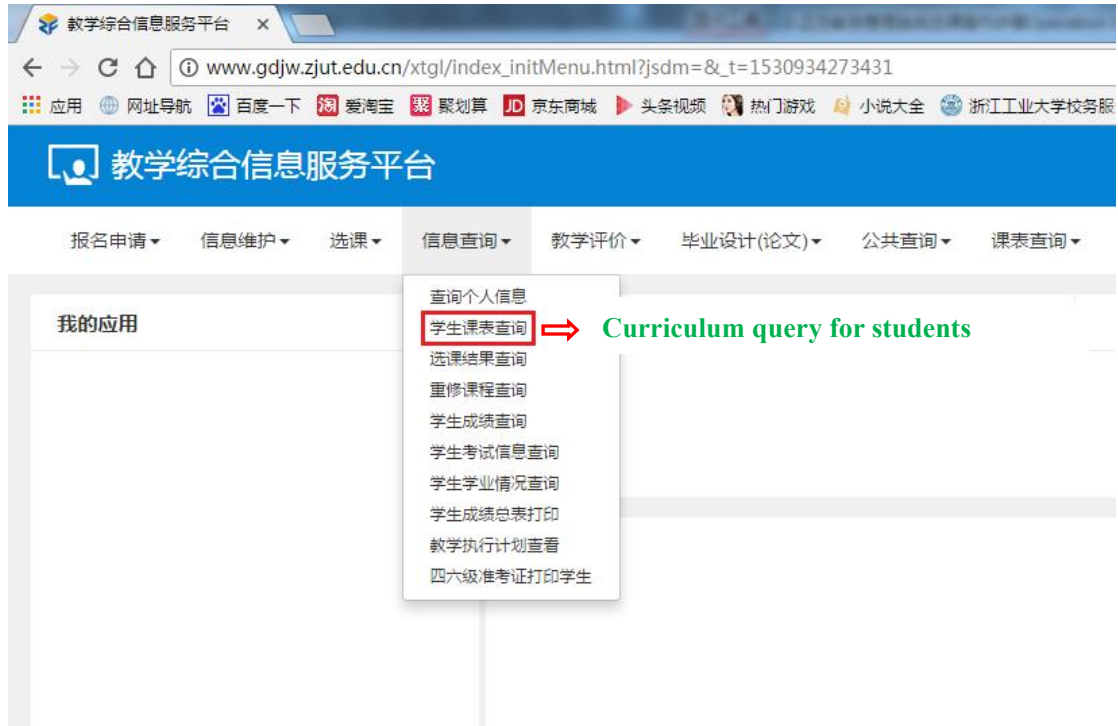 教学综合信息服务平台
www.gdjw.zjut.edu.cn/xtgl/index_initMenu.html?jsdm=&_t=1530934273431
应用 网址导航 百度一下 淘 爱淘宝 聚 聚划算 JD 京东商城 头条视频 热门游戏 小说大全 浙江工业大学校务服
教学综合信息服务平台
报名申请 信息维护 选课 信息查询 教学评价 毕业设计(论文) 公共查询 课表查询
我的应用
查询个人信息
学生课表查询 Curriculum query for students
选课结果查询
重修课程查询
学生成绩查询
学生考试信息查询
学生学业情况查询
学生成绩总表打印
教学执行计划查看
四六级准考证打印学生